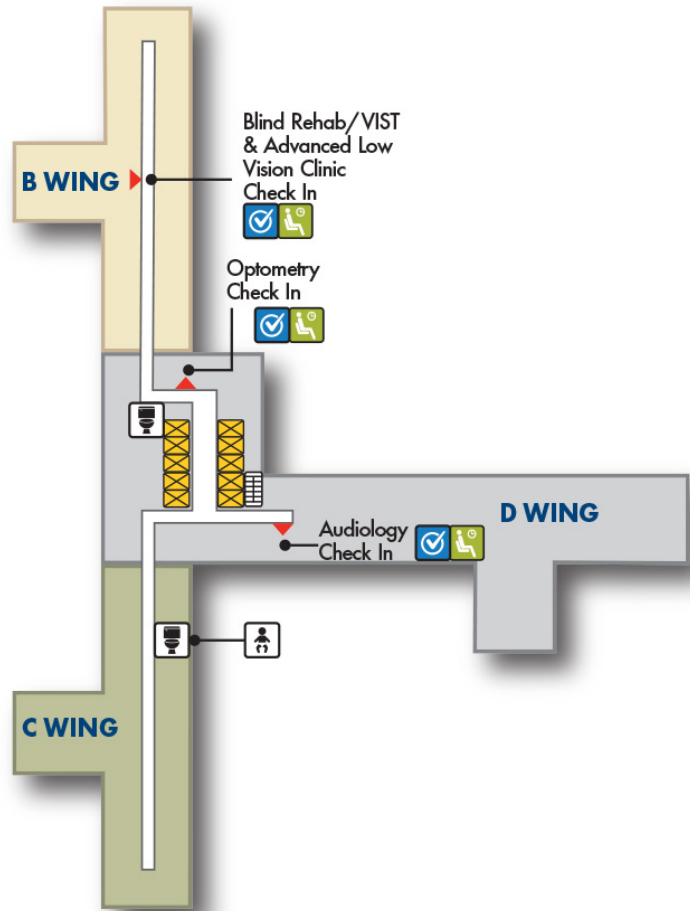 Blind Rehab/VIST
& Advanced Low
Vision Clinic
Check In
B WING
Optometry
Check In
D WING
Audiology
Check In
C WING